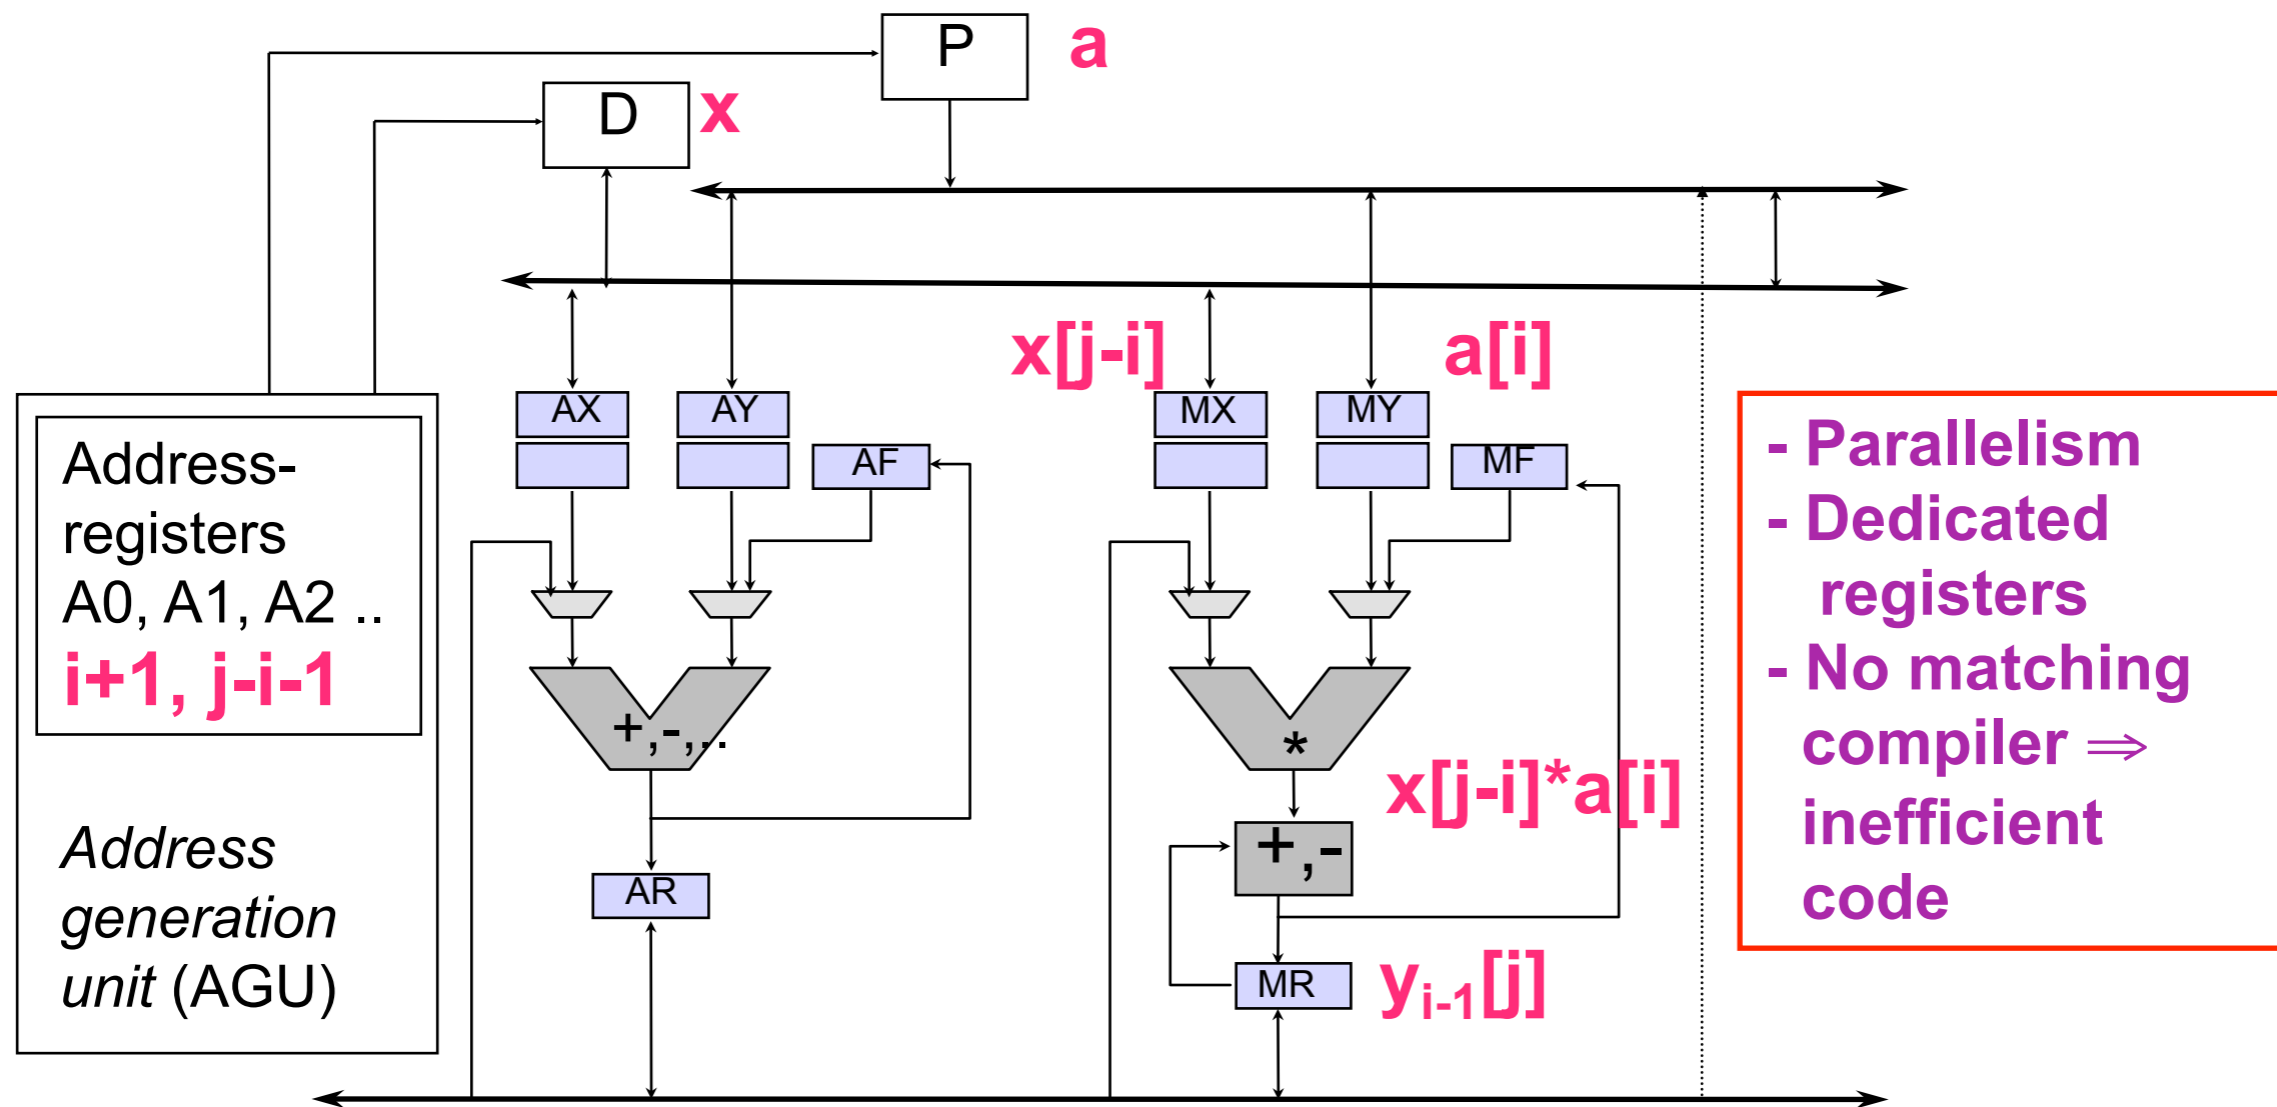 P
a
D
x
x[j-i]
a[i]
AX
AY
AF
MX
MY
MF
Address-
registers
A0, A1, A2 ..
i+1, j-i-1
Address
generation
unit (AGU)
+,-,..
*
x[j-i]*a[i]
+,-
AR
MR
yi-1[j]
- Parallelism
- Dedicated
registers
- No matching
compiler ⇒
inefficient
code